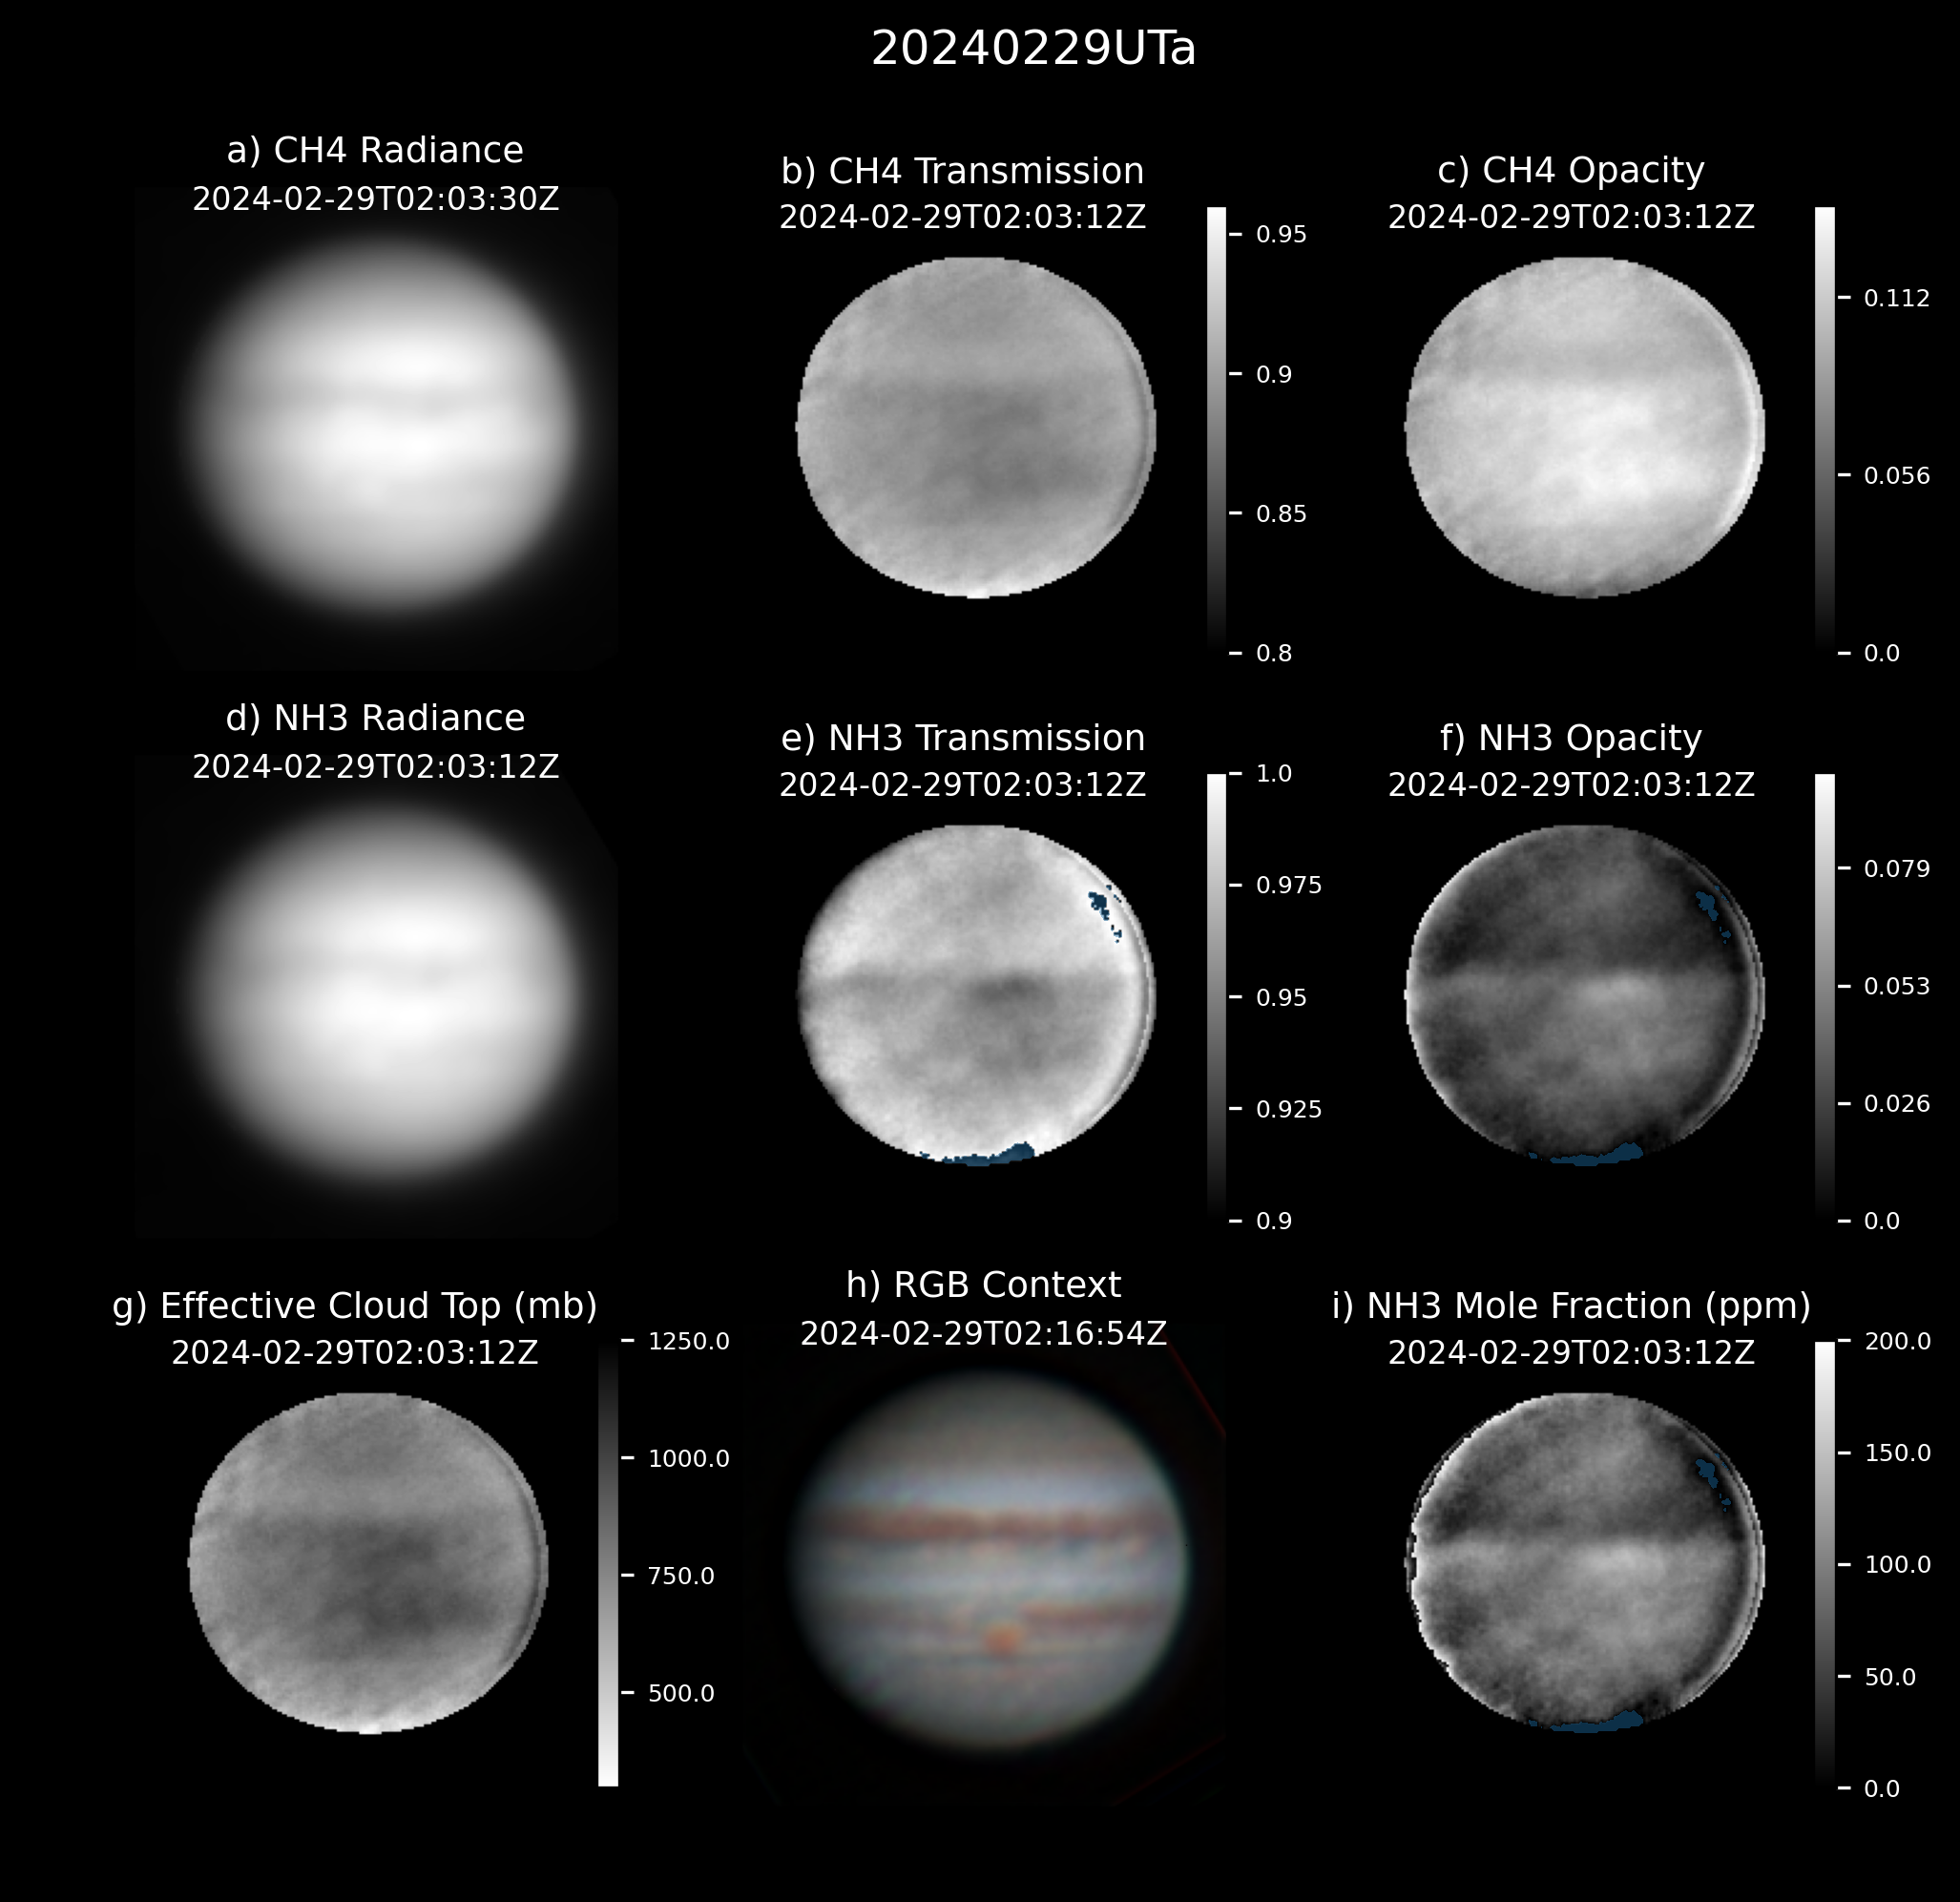 20240229UTa
a) CH4 Radiance
2024-02-29T02:03:30Z
b) CH4 Transmission
2024-02-29T02:03:12Z
0.95
0.9
0.85
0.8
c) CH4 Opacity
2024-02-29T02:03:12Z
0.112
0.056
0.0
d) NH3 Radiance
2024-02-29T02:03:12Z
e) NH3 Transmission
2024-02-29T02:03:12Z
1.0
0.975
0.95
0.925
0.9
f) NH3 Opacity
2024-02-29T02:03:12Z
0.079
0.053
0.026
0.0
g) Effective Cloud Top (mb)
2024-02-29T02:03:12Z
1250.0
1000.0
750.0
500.0
h) RGB Context
2024-02-29T02:16:54Z
i) NH3 Mole Fraction (ppm)
2024-02-29T02:03:12Z
200.0
150.0
100.0
50.0
0.0